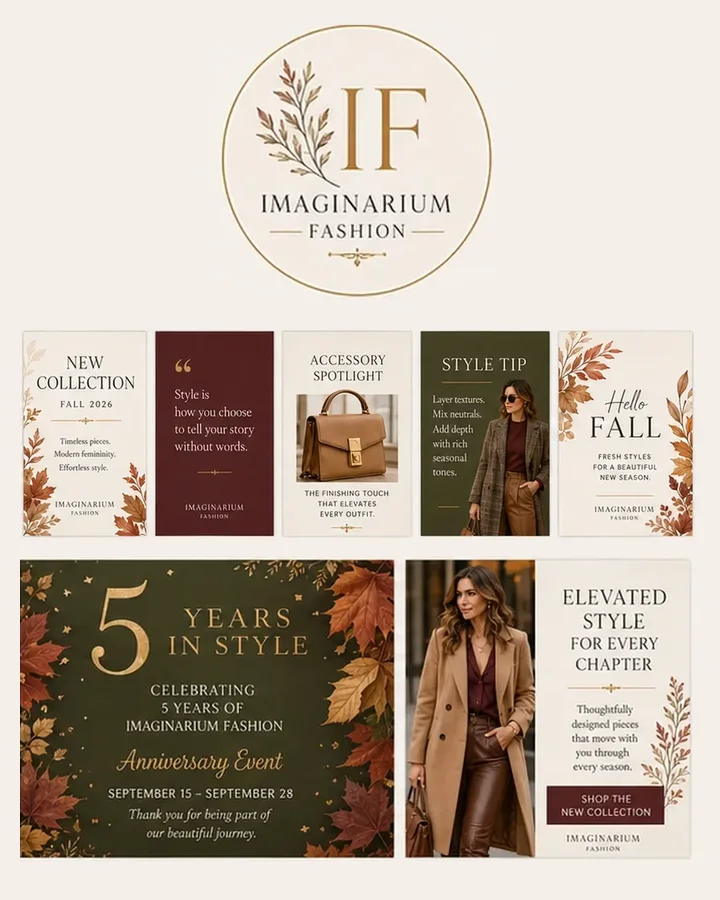 IF
IMAGINARIUM
FASHION
NEW
COLLECTION
FALL 2026
Timeless pieces.
Modern femininity.
Effortless style.
IMAGINARIUM
FASHION
“
Style is
how you choose
to tell your story
without words.
IMAGINARIUM
FASHION
ACCESSORY
SPOTLIGHT
THE FINISHING TOUCH
THAT ELEVATES
EVERY OUTFIT.
STYLE TIP
Layer textures.
Mix neutrals.
Add depth
with rich
seasonal
tones.
Hello
FALL
FRESH STYLES
FOR A BEAUTIFUL
NEW SEASON.
IMAGINARIUM
FASHION
5 YEARS
IN STYLE
CELEBRATING
5 YEARS OF
IMAGINARIUM FASHION
Anniversary Event
SEPTEMBER 15 – SEPTEMBER 28
Thank you for being part of
our beautiful journey.
ELEVATED
STYLE
FOR EVERY
CHAPTER
Thoughtfully
designed pieces
that move with
you through
every season.
SHOP THE
NEW COLLECTION
IMAGINARIUM
FASHION